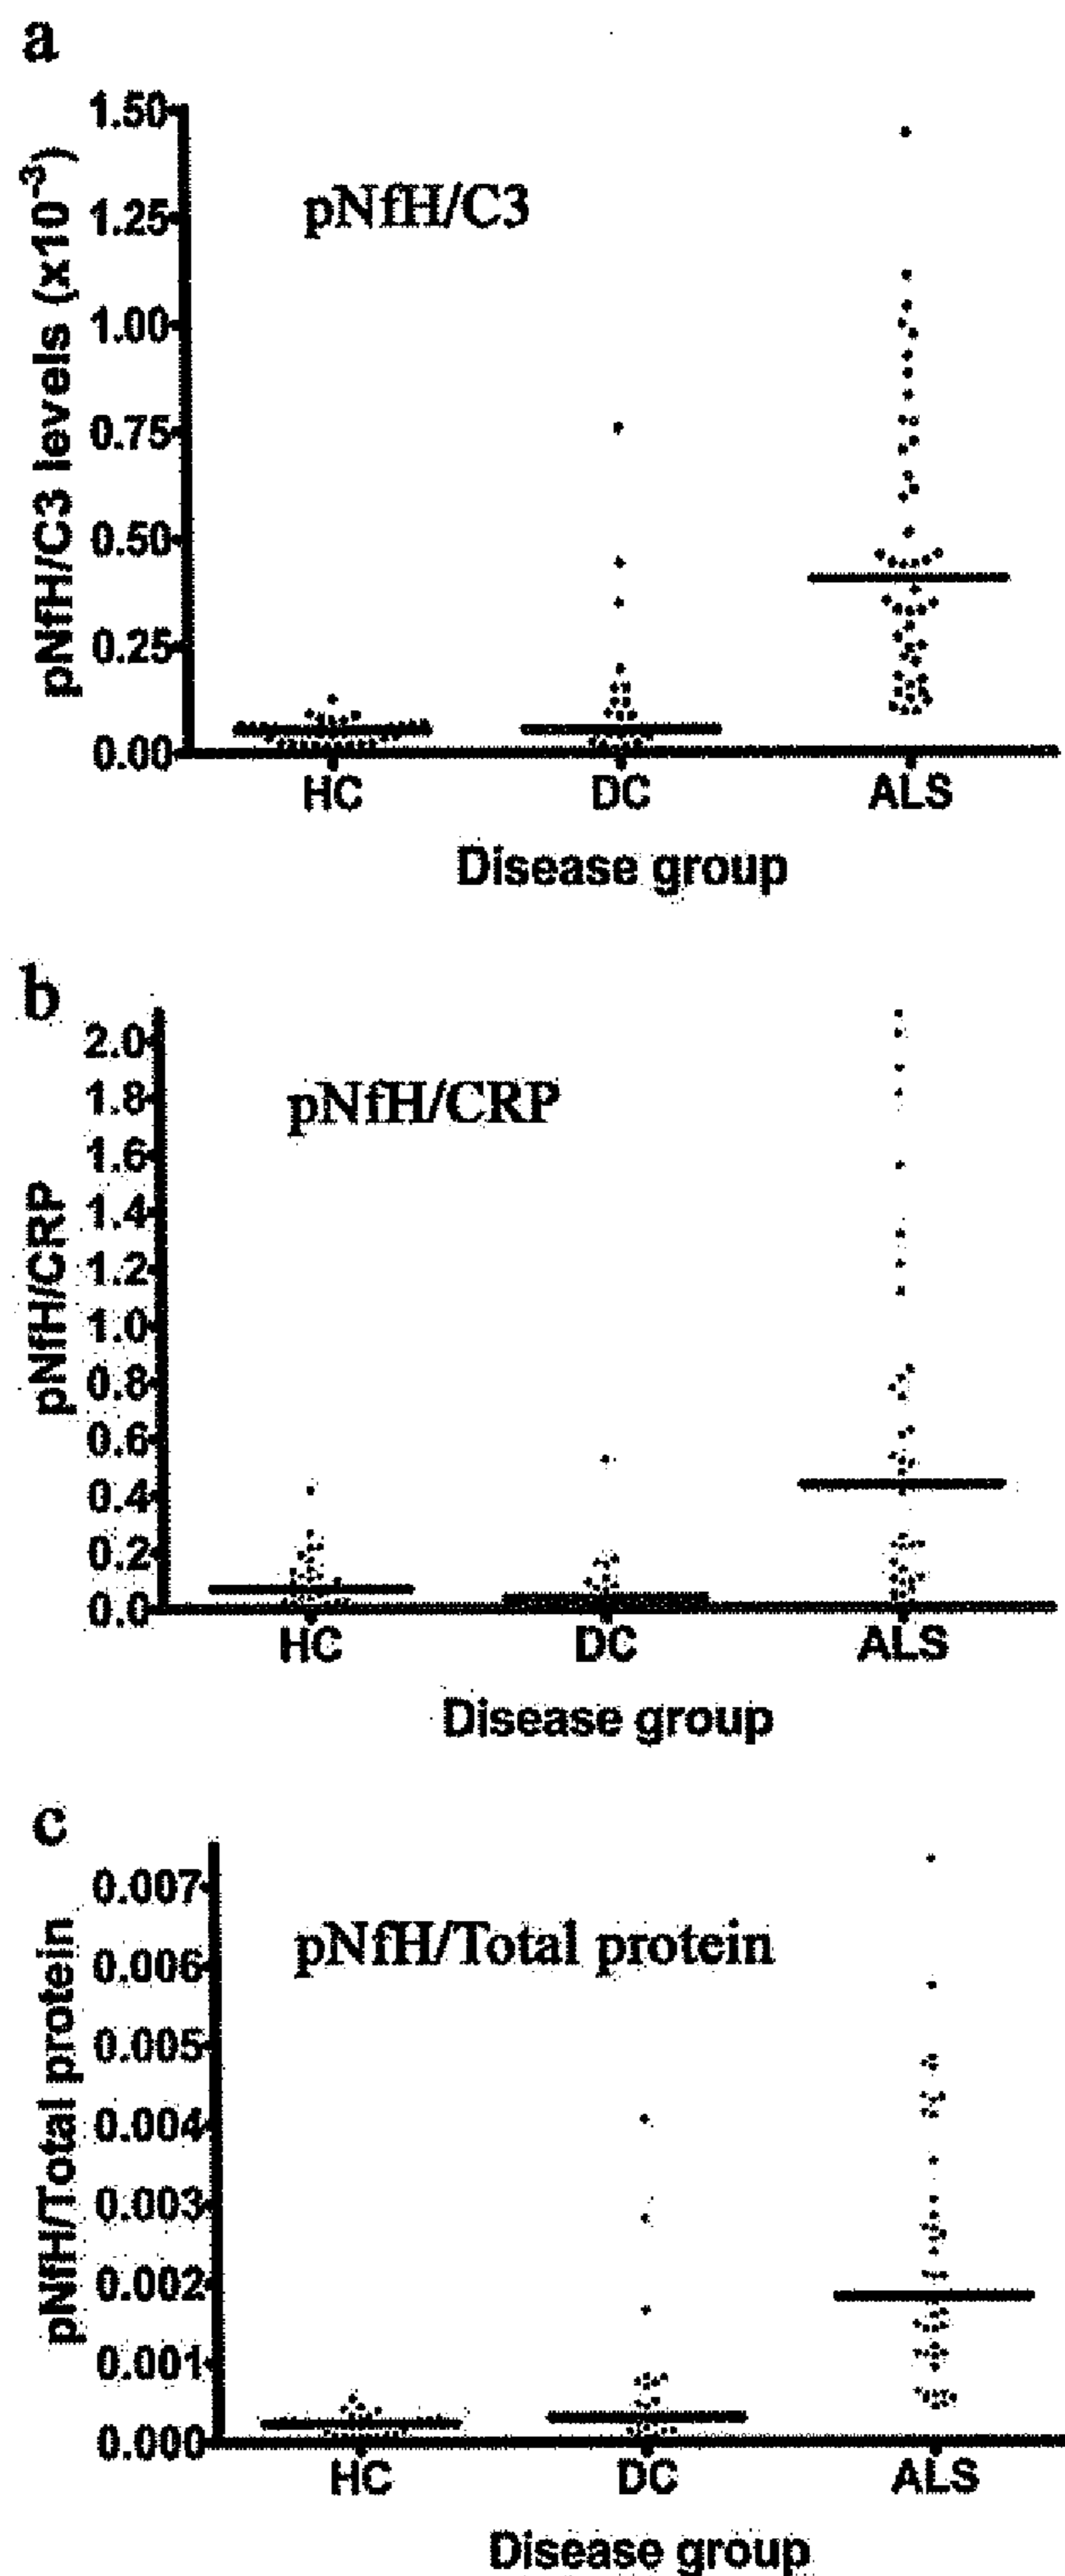 a
pNfH/C3 levels (x10⁻³)
1.50
1.25
1.00
0.75
0.50
0.25
0.00
pNfH/C3
HC DC ALS
Disease group
b
pNfH/CRP
2.0
1.8
1.6
1.4
1.2
1.0
0.8
0.6
0.4
0.2
0.0
pNfH/CRP
HC DC ALS
Disease group
c
pNfH/Total protein
0.007
0.006
0.005
0.004
0.003
0.002
0.001
0.000
pNfH/Total protein
HC DC ALS
Disease group